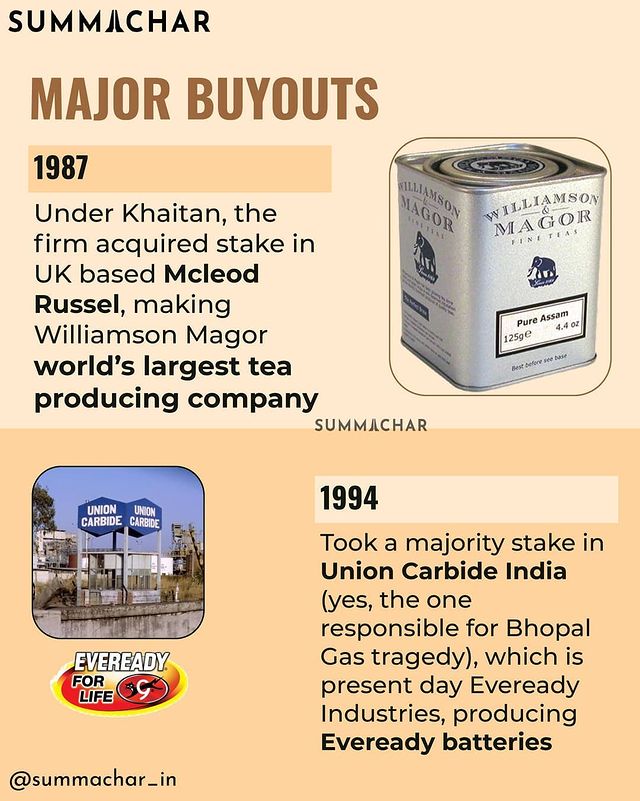 SUMMACHAR
MAJOR BUYOUTS
1987
Under Khaitan, the
firm acquired stake in
UK based Mcleod
Russel, making
Williamson Magor
world's largest tea
producing company
WILLIAMSON
&
MAGOR
WILLIAMSON
&
MAGOR
FINE TEAS
Pure Assam
125g℮ 4.4 oz
Best before see base
SUMMACHAR
UNION
CARBIDE
UNION
CARBIDE
EVEREADY
FOR
LIFE
9
1994
Took a majority stake in
Union Carbide India
(yes, the one
responsible for Bhopal
Gas tragedy), which is
present day Eveready
Industries, producing
Eveready batteries
@summachar_in